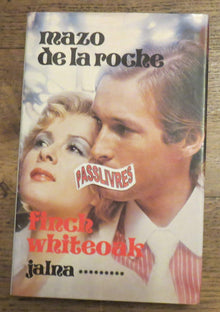 mazo
de la roche
PASSLIVRES
finch
whiteoak
jalna .........